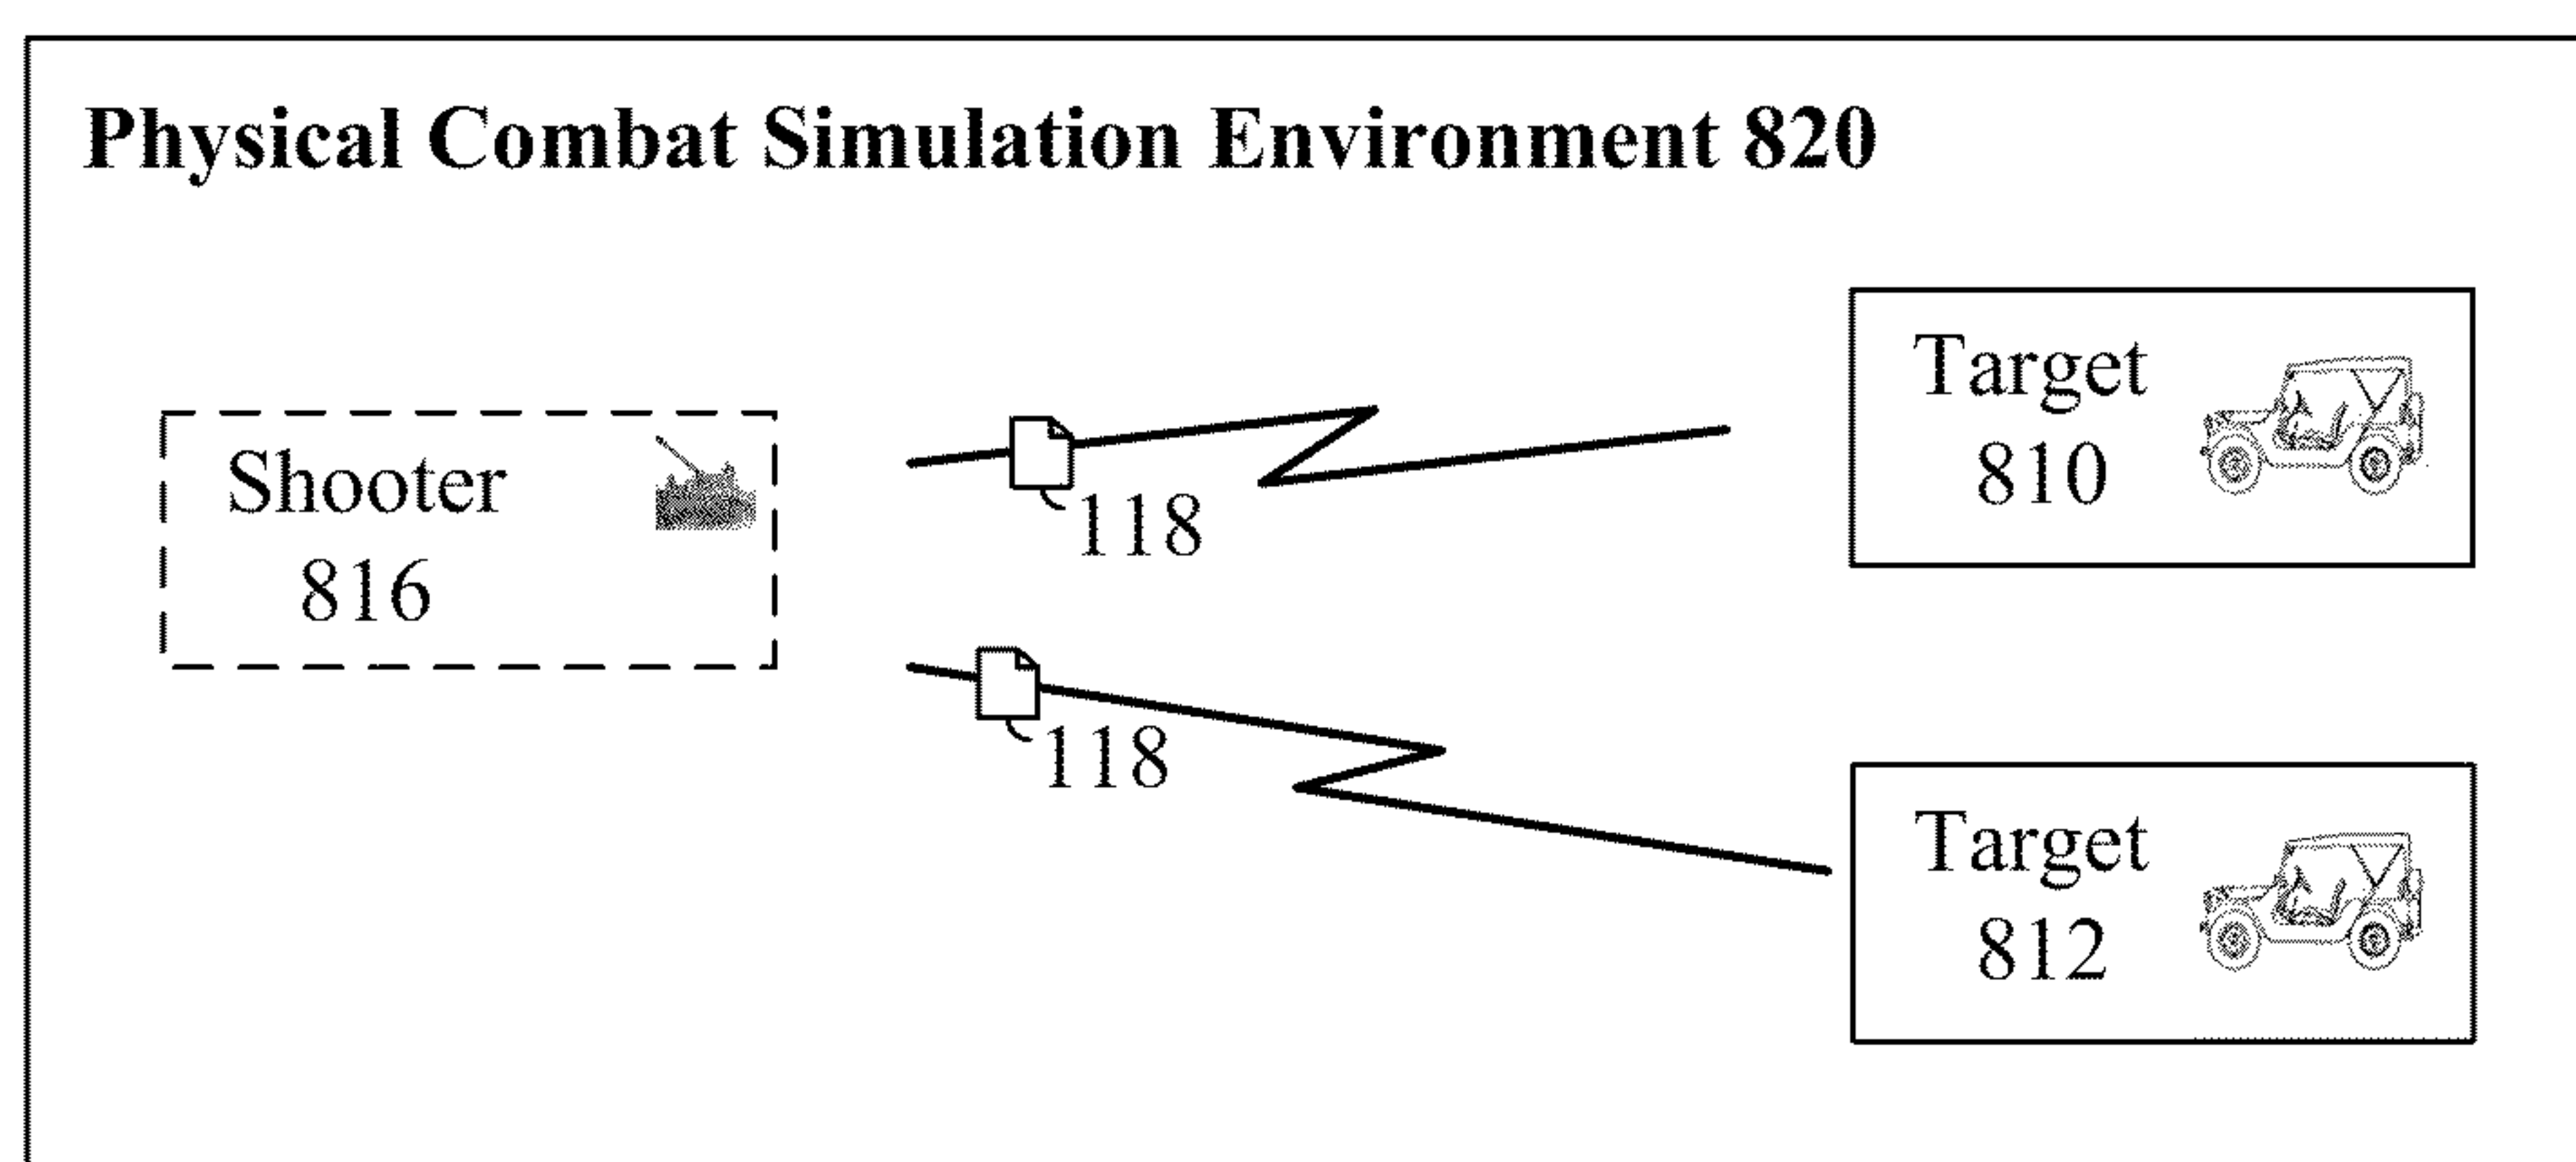 Physical Combat Simulation Environment 820
Shooter
816
118
118
Target
810
Target
812